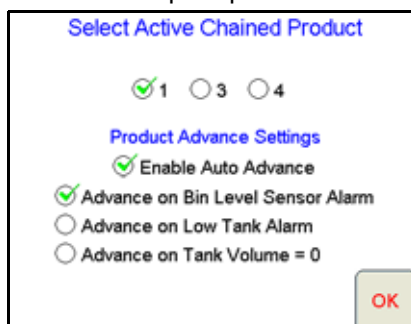 Select Active Chained Product
1 3 4
Product Advance Settings
Enable Auto Advance
Advance on Bin Level Sensor Alarm
Advance on Low Tank Alarm
Advance on Tank Volume = 0
OK